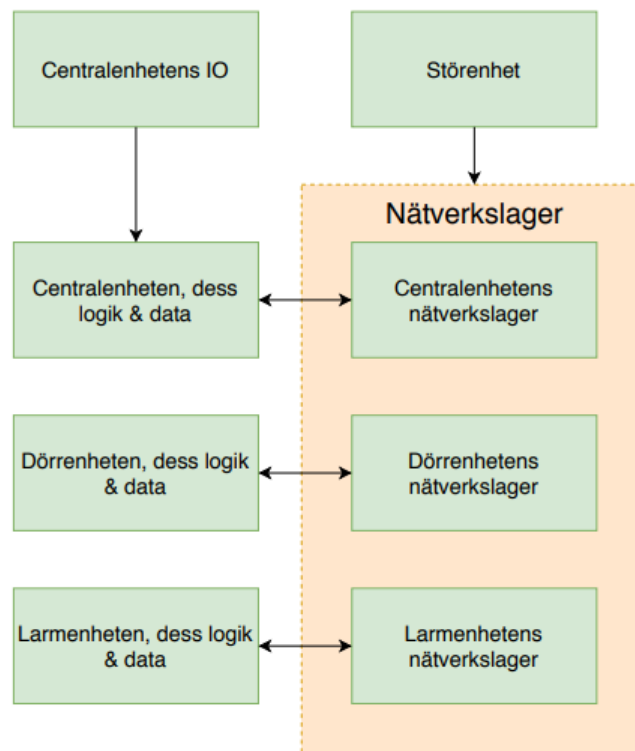 Centralenhetens IO
Störenhet
Nätverkslager
Centralenheten, dess
logik & data
Centralenhetens
nätverkslager
Dörrenheten, dess logik
& data
Dörrenhetens
nätverkslager
Larmenheten, dess logik
& data
Larmenhetens
nätverkslager